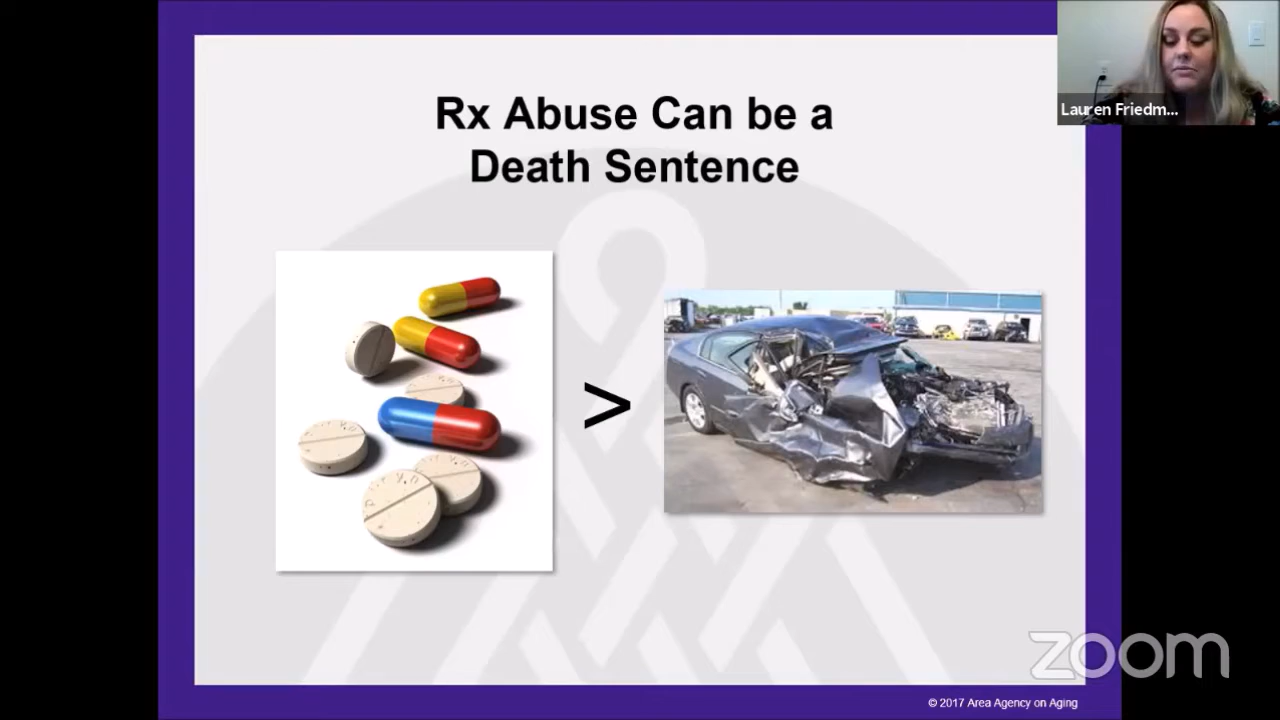 Rx Abuse Can be a
Death Sentence
Lauren Friedm...
>
zoom
© 2017 Area Agency on Aging